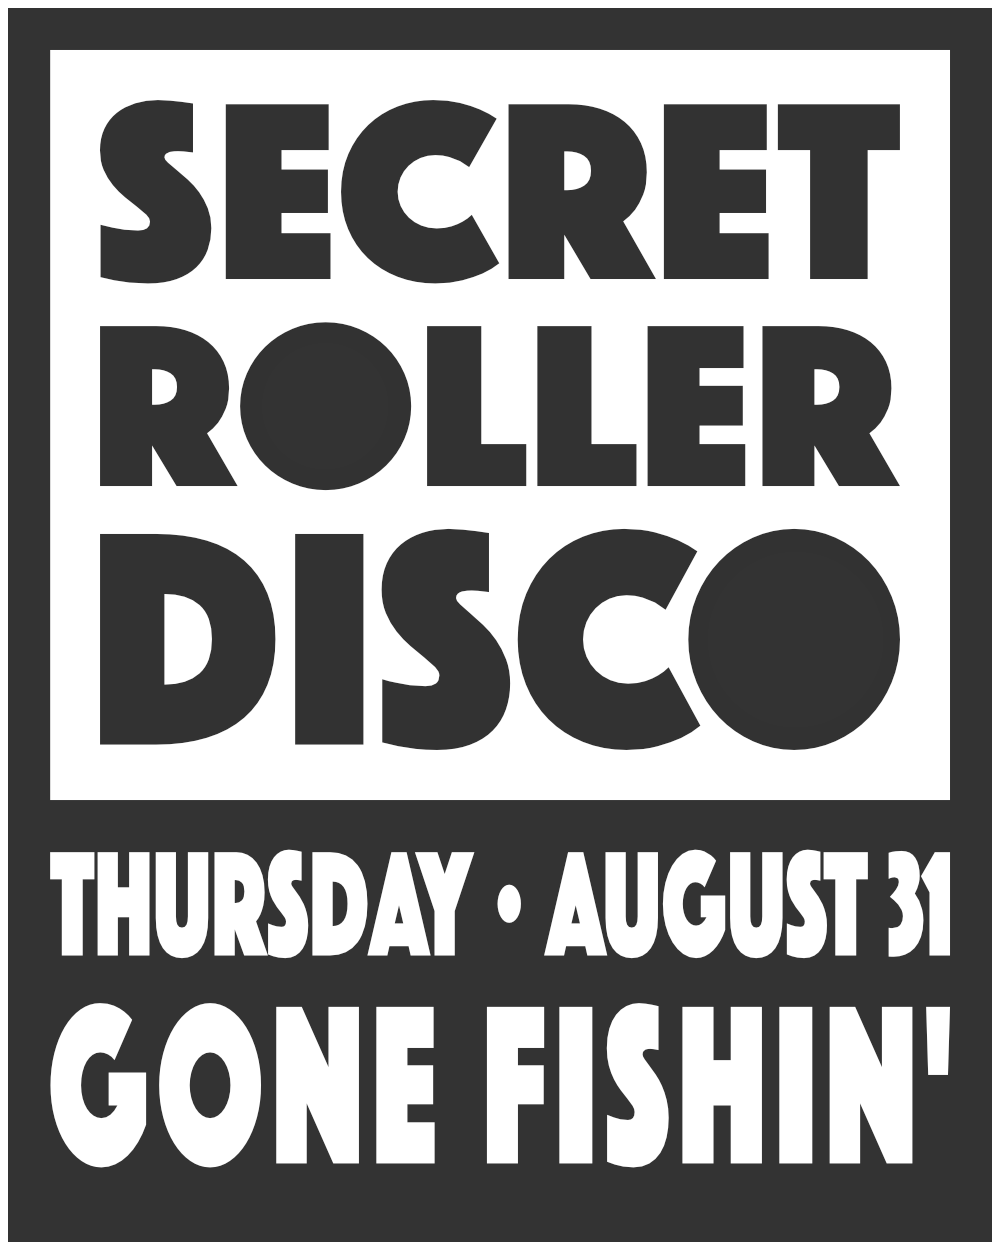 SECRET
ROLLER
DISCO
THURSDAY • AUGUST 31
GONE FISHIN'